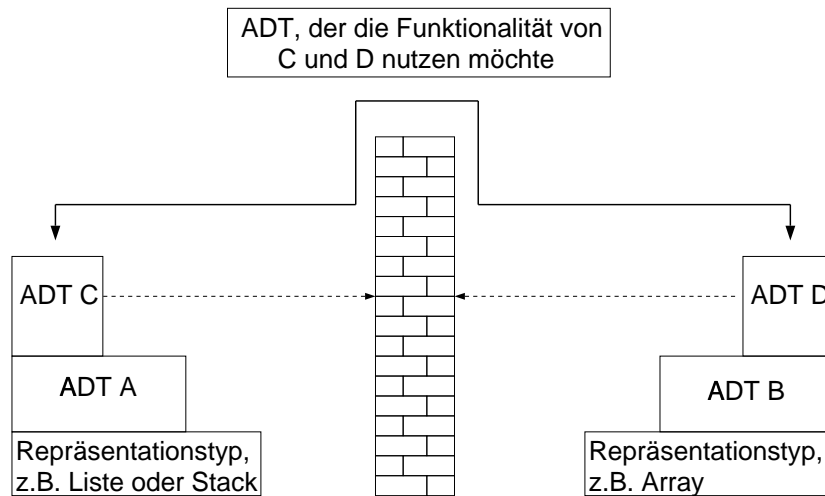 ADT, der die Funktionalität von
C und D nutzen möchte
ADT C
ADT D
ADT A
ADT B
Repräsentationstyp,
z.B. Liste oder Stack
Repräsentationstyp,
z.B. Array